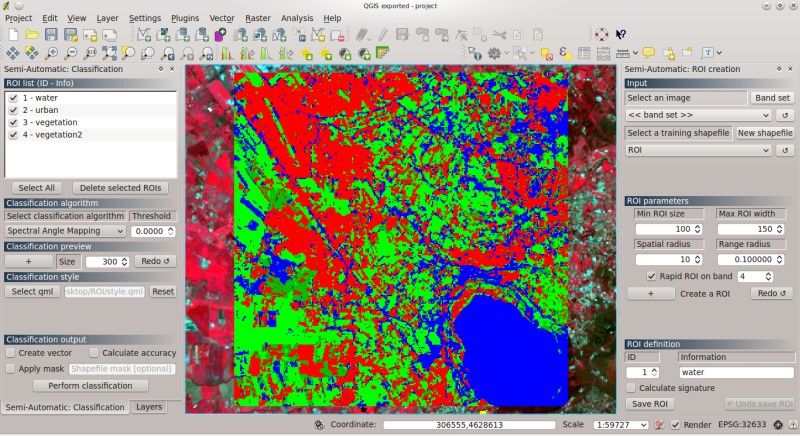 QGIS exported - project
Project Edit View Layer Settings Plugins Vector Raster Analysis Help
Semi-Automatic: Classification
ROI list (ID - Info)
1 - water
2 - urban
3 - vegetation
4 - vegetation2
Select All Delete selected ROIs
Classification algorithm
Select classification algorithm Threshold
Spectral Angle Mapping 0.0000
Classification preview
+ Size 300 Redo ↺
Classification style
Select qml sktop/ROI/style.qml Reset
Classification output
Create vector Calculate accuracy
Apply mask Shapefile mask [optional]
Perform classification
Semi-Automatic: Classification Layers
Semi-Automatic: ROI creation
Input
Select an image Band set
<< band set >> ↺
Select a training shapefile New shapefile
ROI ↺
ROI parameters
Min ROI size Max ROI width
100 150
Spatial radius Range radius
10 0.100000
Rapid ROI on band 4
+ Create a ROI Redo ↺
ROI definition
ID Information
1 water
Calculate signature
Save ROI ↶ Undo save ROI
Coordinate: 306555,4628613 Scale 1:59727 Render EPSG:32633